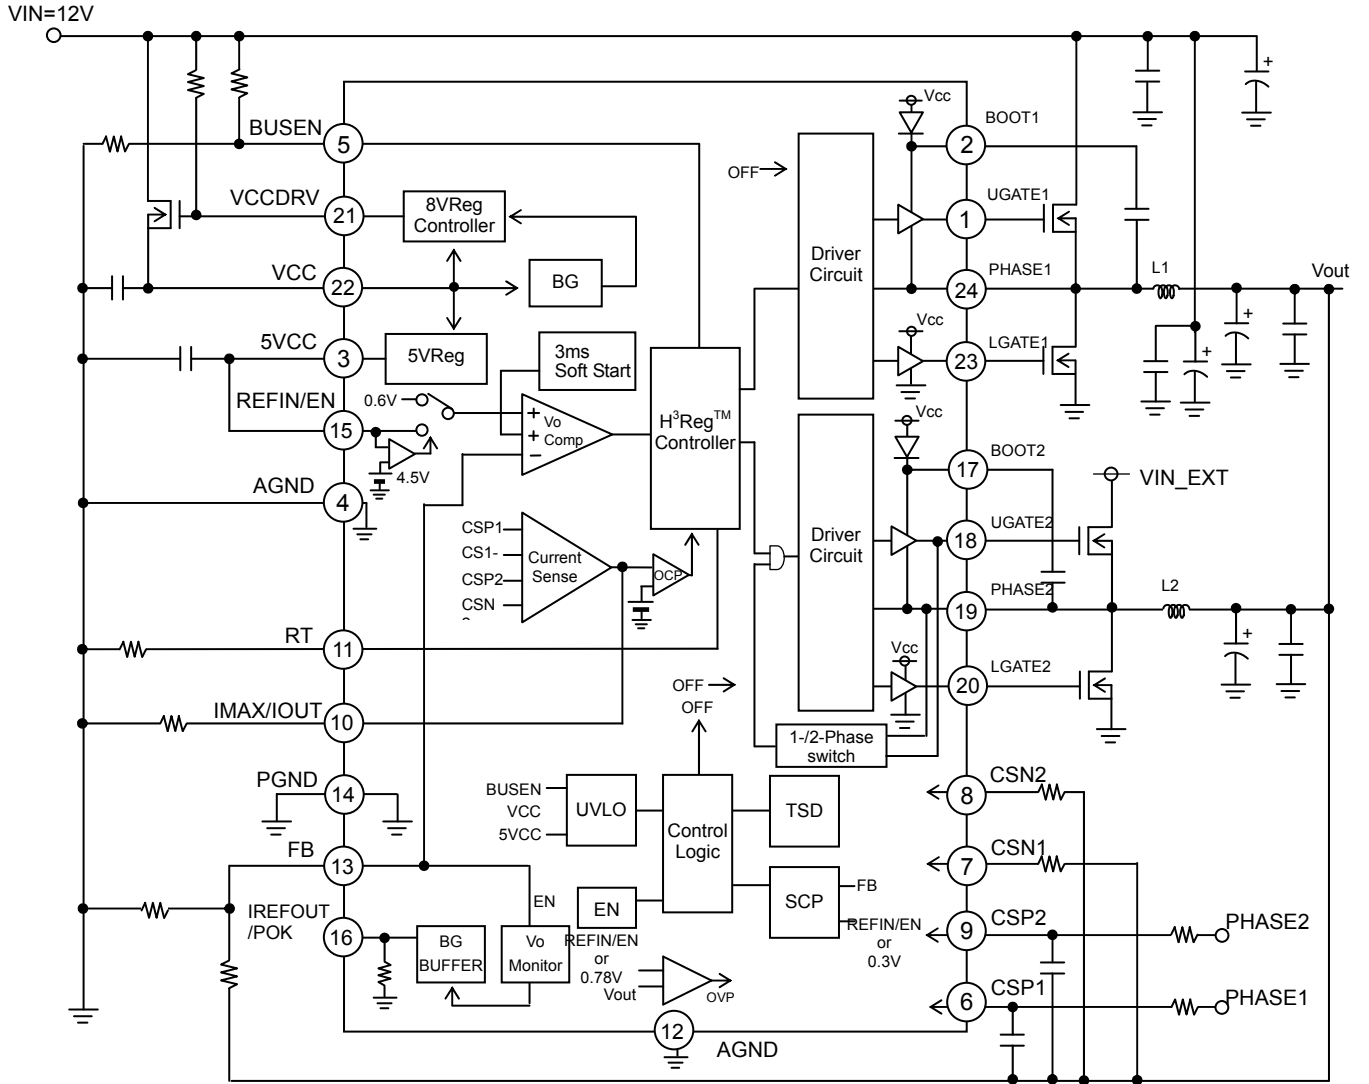 VIN=12V
BUSEN
5
VCCDRV
21
8VReg
Controller
VCC
22
BG
5VCC
3
5VReg
3ms
Soft Start
REFIN/EN
15
0.6V
4.5V
+
+
−
Vo
Comp
H³Reg™
Controller
AGND
4
CSP1
CS1-
CSP2
CSN
Current
Sense
OCP
RT
11
IMAX/IOUT
10
PGND
14
FB
13
IREFOUT
/POK
16
BG
BUFFER
EN
Vo
Monitor
BUSEN
VCC
5VCC
UVLO
OFF
OFF
Control
Logic
TSD
SCP
FB
REFIN/EN
or
0.3V
EN
REFIN/EN
or
0.78V
Vout
OVP
12
AGND
OFF
Driver
Circuit
Vcc
BOOT1
2
UGATE1
1
PHASE1
24
Vcc
LGATE1
23
L1
Vout
+
+
+
Driver
Circuit
Vcc
BOOT2
17
VIN_EXT
UGATE2
18
PHASE2
19
L2
+
Vcc
LGATE2
20
1-/2-Phase
switch
CSN2
8
CSN1
7
CSP2
9
PHASE2
CSP1
6
PHASE1